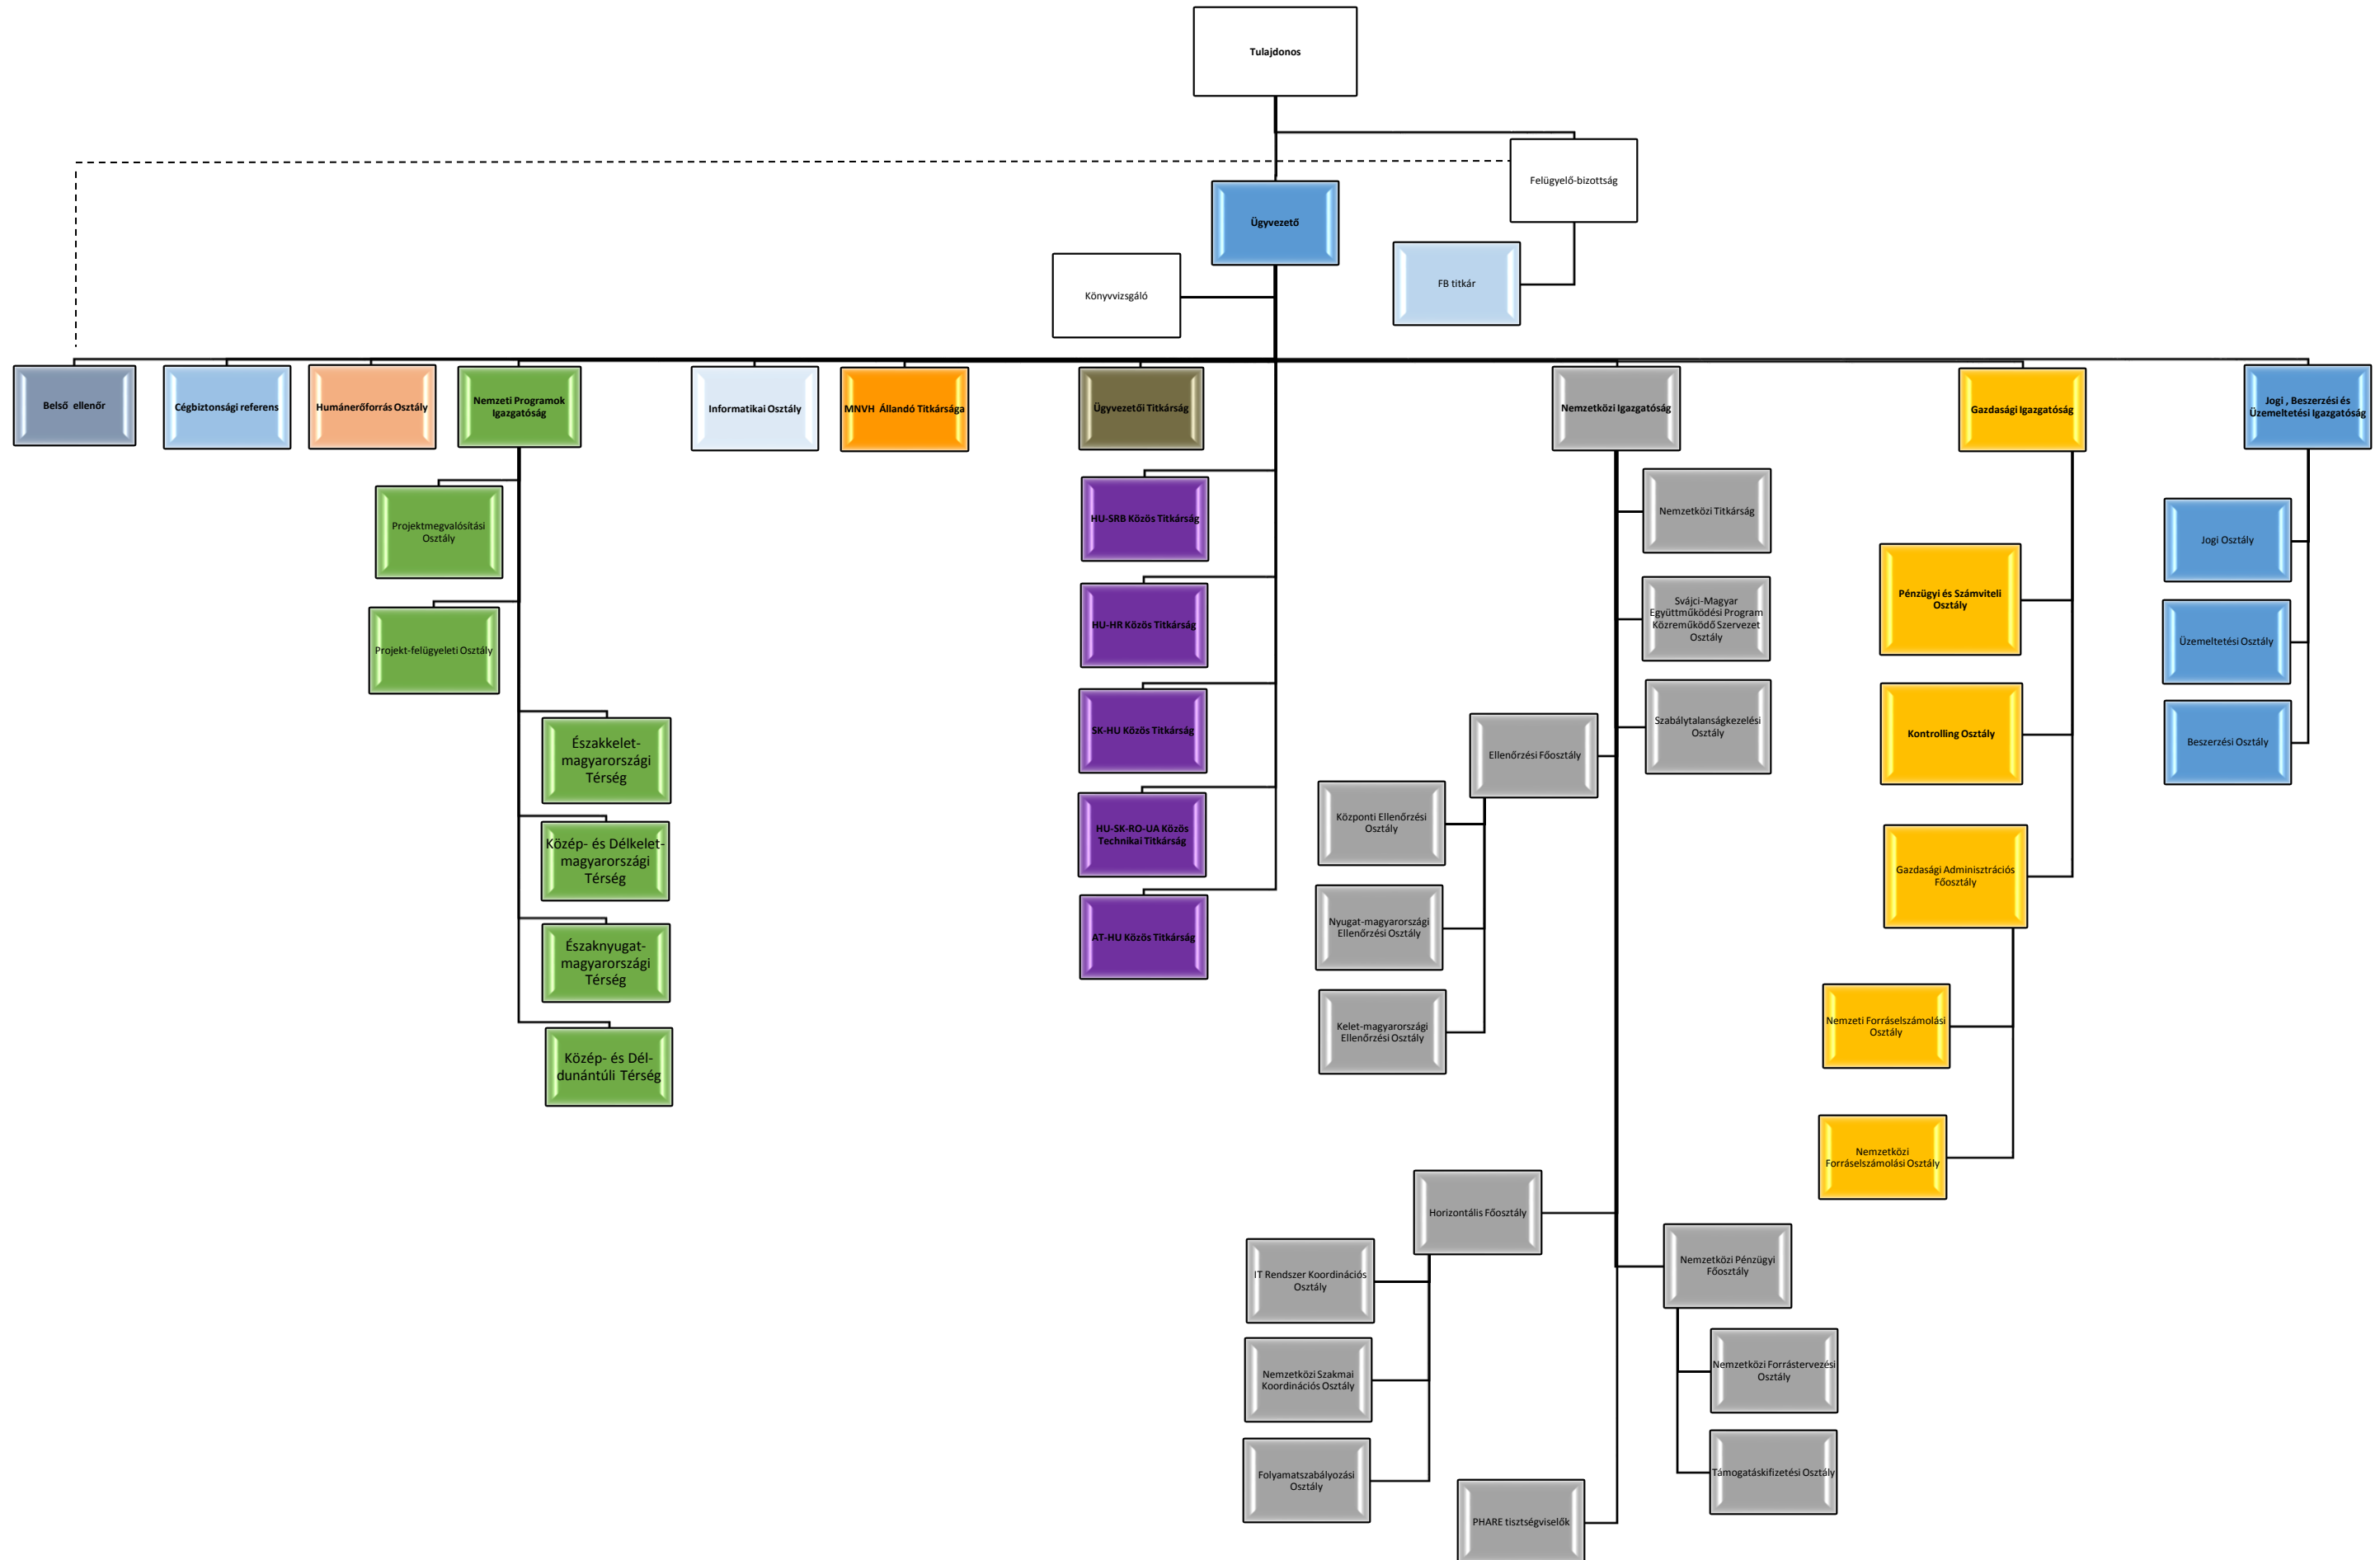 Tulajdonos
Felügyelő-bizottság
Ügyvezető
FB titkár
Könyvvizsgáló
Belső ellenőr
Cégbiztonsági referens
Humánerőforrás Osztály
Nemzeti Programok
Igazgatóság
Informatikai Osztály
MNVH Állandó Titkársága
Ügyvezetői Titkárság
Nemzetközi Igazgatóság
Gazdasági Igazgatóság
Jogi , Beszerzési és
Üzemeltetési Igazgatóság
Projektmegvalósítási
Osztály
Projekt-felügyeleti Osztály
Északkelet-
magyarországi
Térség
Közép- és Délkelet-
magyarországi
Térség
Északnyugat-
magyarországi
Térség
Közép- és Dél-
dunántúli Térség
HU-SRB Közös Titkárság
HU-HR Közös Titkárság
SK-HU Közös Titkárság
HU-SK-RO-UA Közös
Technikai Titkárság
AT-HU Közös Titkárság
Nemzetközi Titkárság
Svájci-Magyar
Együttműködési Program
Közreműködő Szervezet
Osztály
Szabálytalanságkezelési
Osztály
Ellenőrzési Főosztály
Központi Ellenőrzési
Osztály
Nyugat-magyarországi
Ellenőrzési Osztály
Kelet-magyarországi
Ellenőrzési Osztály
Horizontális Főosztály
IT Rendszer Koordinációs
Osztály
Nemzetközi Szakmai
Koordinációs Osztály
Folyamatszabályozási
Osztály
PHARE tisztségviselők
Nemzetközi Pénzügyi
Főosztály
Nemzetközi Forrástervezési
Osztály
Támogatáskifizetési Osztály
Pénzügyi és Számviteli
Osztály
Kontrolling Osztály
Gazdasági Adminisztrációs
Főosztály
Nemzeti Forráselszámolási
Osztály
Nemzetközi
Forráselszámolási Osztály
Jogi Osztály
Üzemeltetési Osztály
Beszerzési Osztály